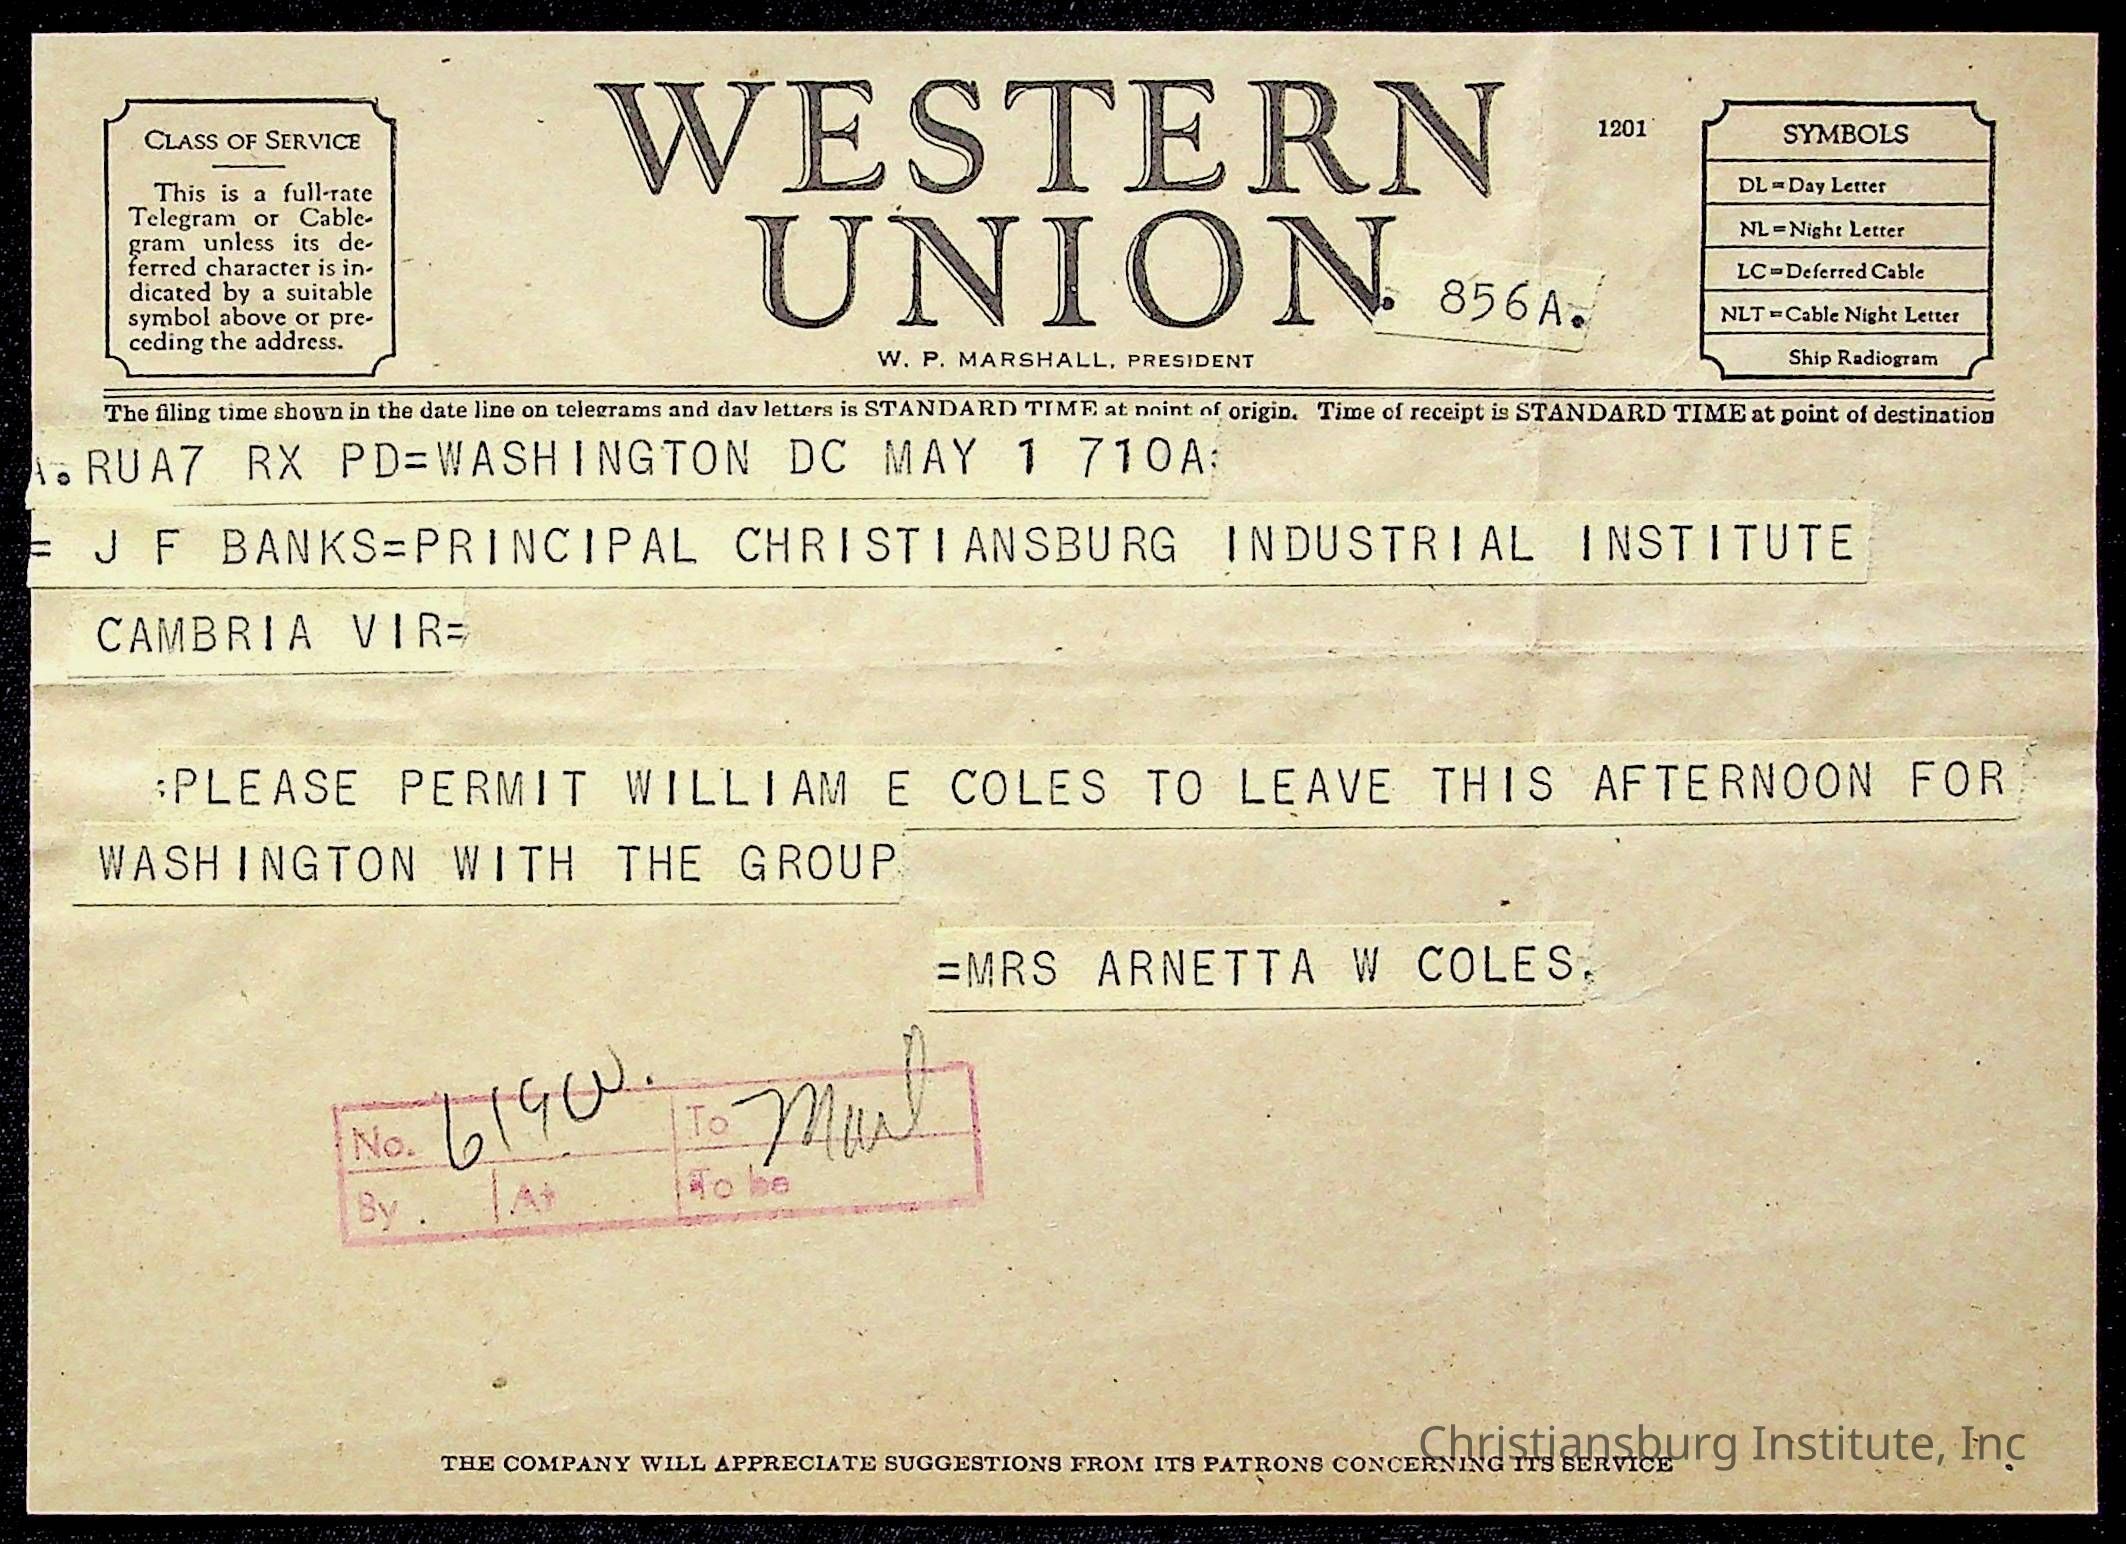 CLASS OF SERVICE
This is a full-rate
Telegram or Cable-
gram unless its de-
ferred character is in-
dicated by a suitable
symbol above or pre-
ceding the address.
WESTERN
UNION
1201
856A.
W. P. MARSHALL, PRESIDENT
SYMBOLS
DL=Day Letter
NL=Night Letter
LC=Deferred Cable
NLT=Cable Night Letter
Ship Radiogram
The filing time shown in the date line on telegrams and day letters is STANDARD TIME at point of origin. Time of receipt is STANDARD TIME at point of destination
A.RUA7 RX PD=WASHINGTON DC MAY 1 710A:
= J F BANKS=PRINCIPAL CHRISTIANSBURG INDUSTRIAL INSTITUTE
CAMBRIA VIR=
:PLEASE PERMIT WILLIAM E COLES TO LEAVE THIS AFTERNOON FOR
WASHINGTON WITH THE GROUP
=MRS ARNETTA W COLES.
No. To
By At To be
Christiansburg Institute, Inc
THE COMPANY WILL APPRECIATE SUGGESTIONS FROM ITS PATRONS CONCERNING ITS SERVICE